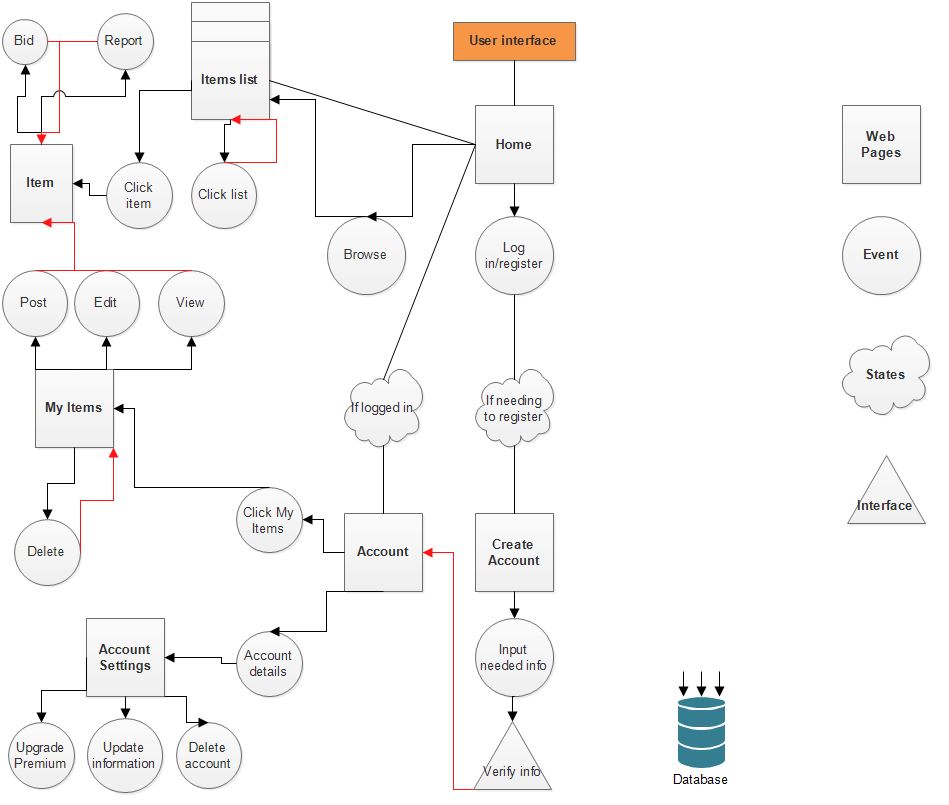 Bid
Report
Items list
User interface
Home
Web
Pages
Item
Click
item
Click list
Browse
Log
in/register
Event
Post
Edit
View
My Items
If logged in
If needing
to register
States
Interface
Click My
Items
Delete
Account
Create
Account
Account
Settings
Account
details
Input
needed info
Upgrade
Premium
Update
information
Delete
account
Verify info
Database